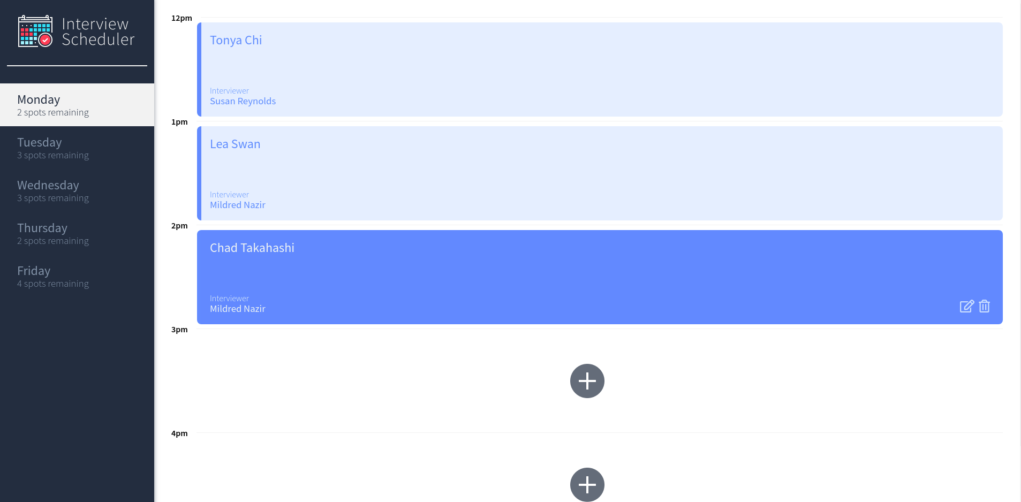 Interview
Scheduler
Monday
2 spots remaining
Tuesday
3 spots remaining
Wednesday
3 spots remaining
Thursday
2 spots remaining
Friday
4 spots remaining
12pm
Tonya Chi
Interviewer
Susan Reynolds
1pm
Lea Swan
Interviewer
Mildred Nazir
2pm
Chad Takahashi
Interviewer
Mildred Nazir
3pm
4pm